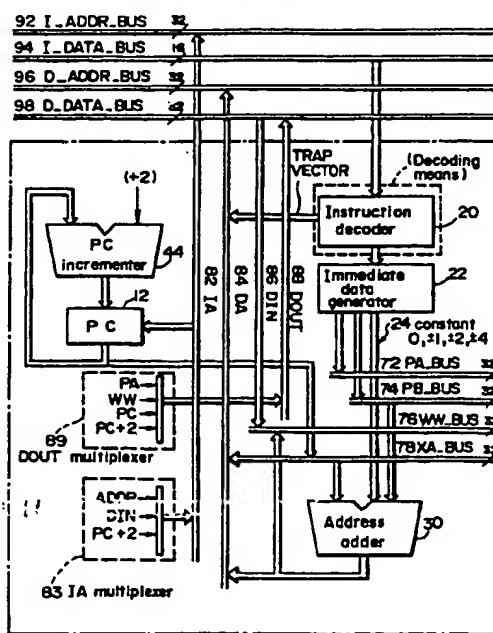 92 I_ADDR_BUS 32
94 I_DATA_BUS 16
96 D_ADDR_BUS 32
98 D_DATA_BUS
TRAP
VECTOR
(Decoding
means)
(+2)
PC
incrementer
44
Instruction
decoder
20
12
PC
82 IA
84 DA
86 DIN
88 DOUT
Immediate
data
generator
22
24 constant
0,±1,±2,±4
72 PA_BUS
74 PB_BUS
76 WW_BUS
78 XA_BUS
PA
WW
PC
PC+2
89
DOUT multiplexer
ADDR
DIN
PC+2
83 IA multiplexer
Address
adder
30